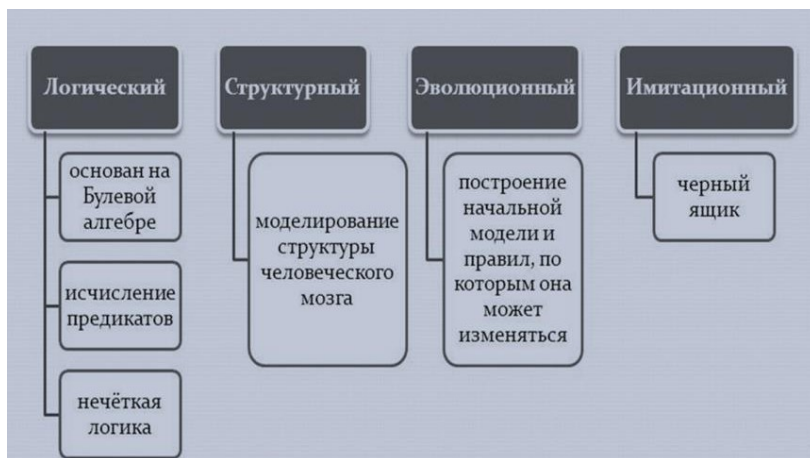 Логический
основан на
Булевой
алгебре
исчисление
предикатов
нечёткая
логика
Структурный
моделирование
структуры
человеческого
мозга
Эволюционный
построение
начальной
модели и
правил, по
которым она
может
изменяться
Имитационный
черный
ящик